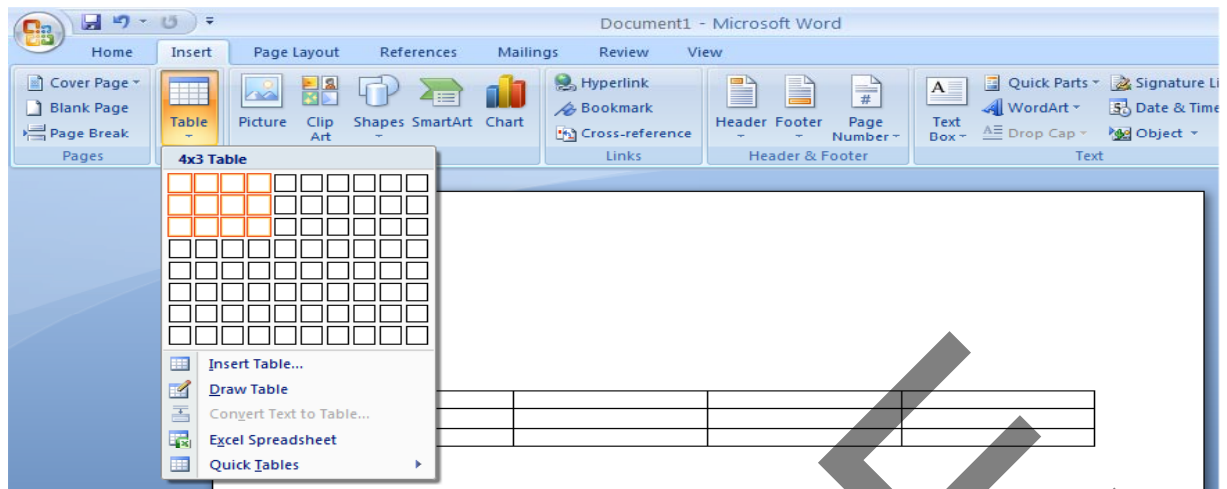 Document1 - Microsoft Word
Home Insert Page Layout References Mailings Review View
Cover Page
Blank Page
Page Break
Pages
Table
Picture
Clip Art
Shapes
SmartArt
Chart
Hyperlink
Bookmark
Cross-reference
Links
Header
Footer
Page Number
Header & Footer
A
Text Box
Quick Parts
WordArt
Drop Cap
Signature Li
Date & Time
Object
Text
4x3 Table
Insert Table...
Draw Table
Convert Text to Table...
Excel Spreadsheet
Quick Tables